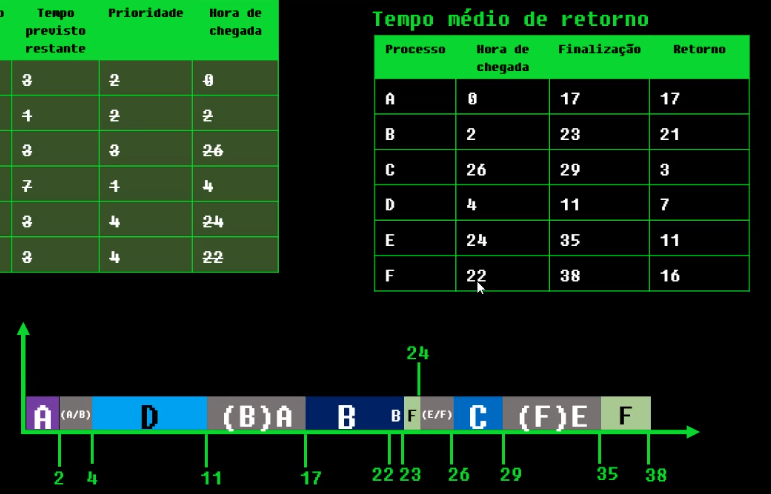 o Tempo previsto restante Prioridade Hora de chegada
3 2 0
1 2 2
3 3 26
7 1 4
3 4 24
3 4 22
Tempo médio de retorno
Processo Hora de chegada Finalização Retorno
A 0 17 17
B 2 23 21
C 26 29 3
D 4 11 7
E 24 35 11
F 22 38 16
24
A (A/B) D (B)A B B F (E/F) C (F)E F
2 4 11 17 22 23 26 29 35 38